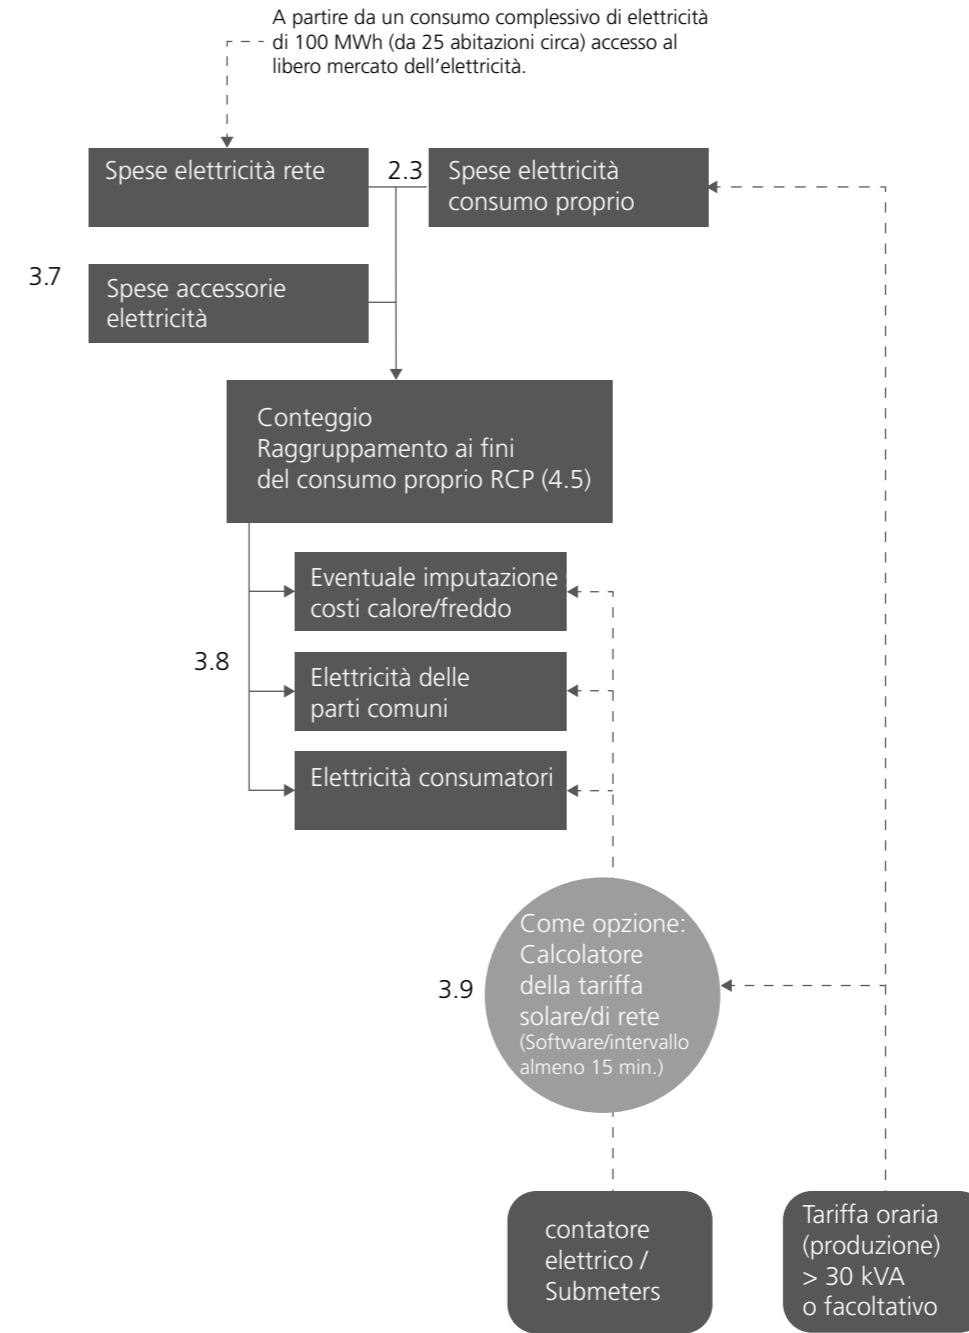 A partire da un consumo complessivo di elettricità
di 100 MWh (da 25 abitazioni circa) accesso al
libero mercato dell'elettricità.
Spese elettricità rete
2.3
Spese elettricità
consumo proprio
3.7
Spese accessorie
elettricità
Conteggio
Raggruppamento ai fini
del consumo proprio RCP (4.5)
Eventuale imputazione
costi calore/freddo
3.8
Elettricità delle
parti comuni
Elettricità consumatori
3.9
Come opzione:
Calcolatore
della tariffa
solare/di rete
(Software/intervallo
almeno 15 min.)
contatore
elettrico /
Submeters
Tariffa oraria
(produzione)
> 30 kVA
o facoltativo